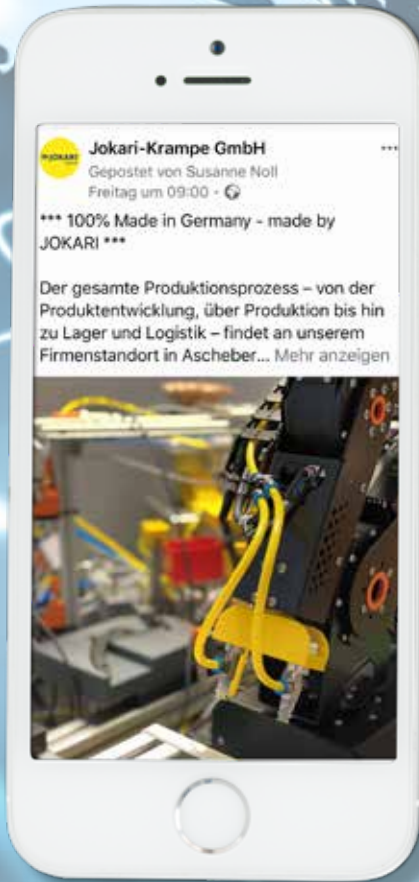 JOKARI
Jokari-Krampe GmbH
Gepostet von Susanne Noll
Freitag um 09:00 ·
*** 100% Made in Germany - made by
JOKARI ***
Der gesamte Produktionsprozess – von der
Produktentwicklung, über Produktion bis hin
zu Lager und Logistik – findet an unserem
Firmenstandort in Ascheber... Mehr anzeigen